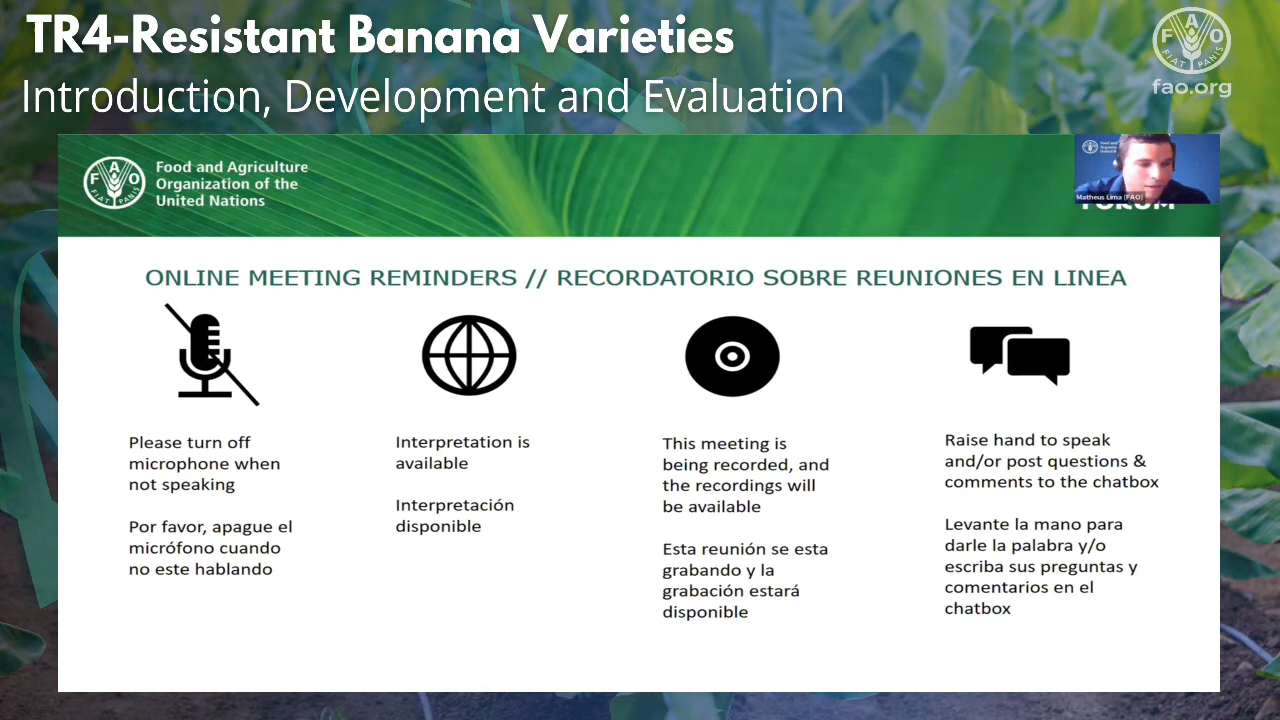 TR4-Resistant Banana Varieties
Introduction, Development and Evaluation
F A O
FIAT PANIS
fao.org
F A O
FIAT PANIS
Food and Agriculture
Organization of the
United Nations
Matheus Lima (FAO)
FORUM
ONLINE MEETING REMINDERS // RECORDATORIO SOBRE REUNIONES EN LINEA
Please turn off
microphone when
not speaking
Por favor, apague el
micrófono cuando
no este hablando
Interpretation is
available
Interpretación
disponible
This meeting is
being recorded, and
the recordings will
be available
Esta reunión se esta
grabando y la
grabación estará
disponible
Raise hand to speak
and/or post questions &
comments to the chatbox
Levante la mano para
darle la palabra y/o
escriba sus preguntas y
comentarios en el
chatbox